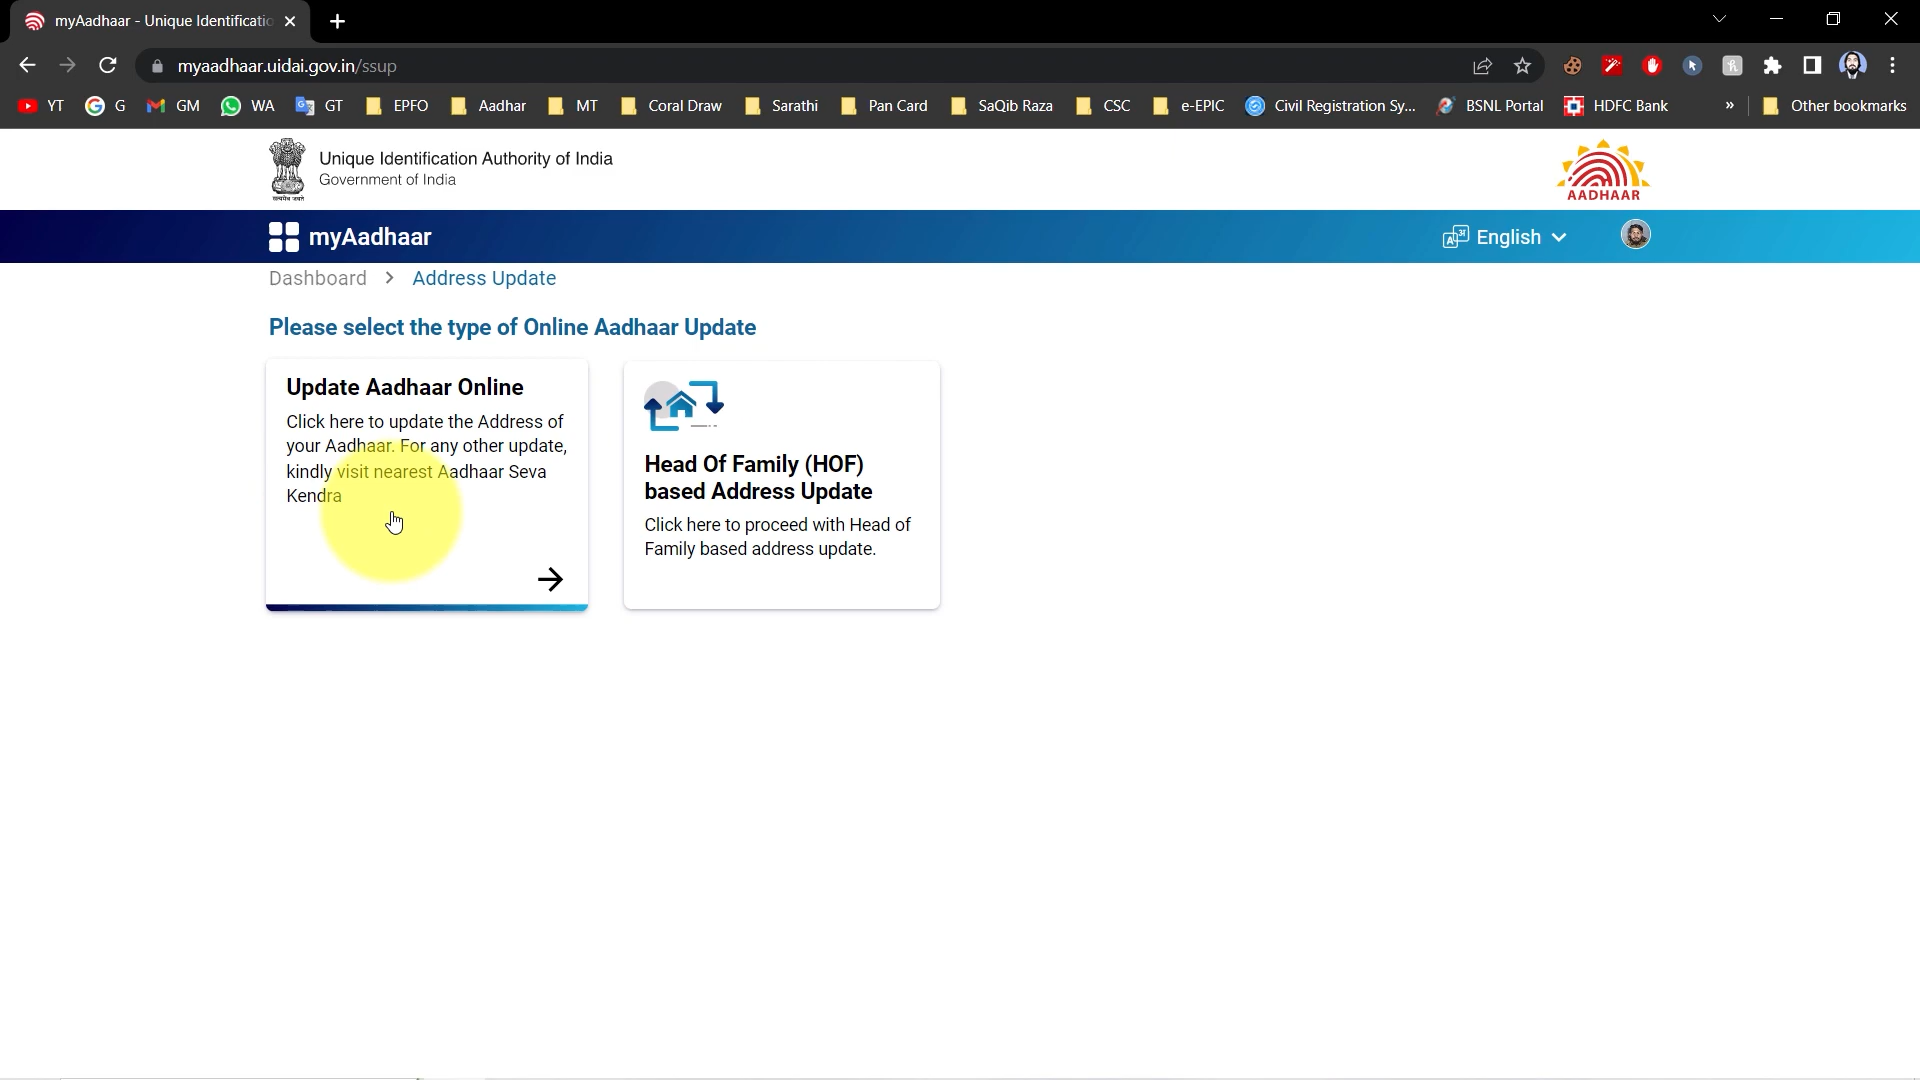 myAadhaar - Unique Identificatio
myaadhaar.uidai.gov.in/ssup
YT G GM WA GT EPFO Aadhar MT Coral Draw Sarathi Pan Card SaQib Raza CSC e-EPIC Civil Registration Sy... BSNL Portal HDFC Bank » Other bookmarks
Unique Identification Authority of India
Government of India
सत्यमेव जयते
AADHAAR
myAadhaar
English
Dashboard > Address Update
Please select the type of Online Aadhaar Update
Update Aadhaar Online
Click here to update the Address of
your Aadhaar. For any other update,
kindly visit nearest Aadhaar Seva
Kendra
Head Of Family (HOF)
based Address Update
Click here to proceed with Head of
Family based address update.